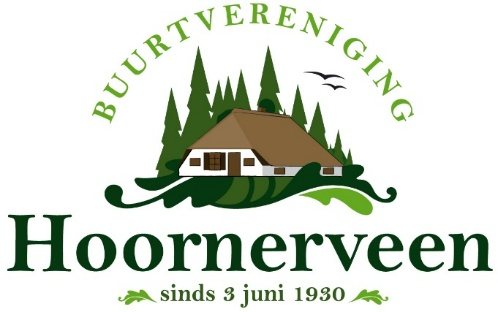 BUURTVERENIGING
Hoornerveen
sinds 3 juni 1930